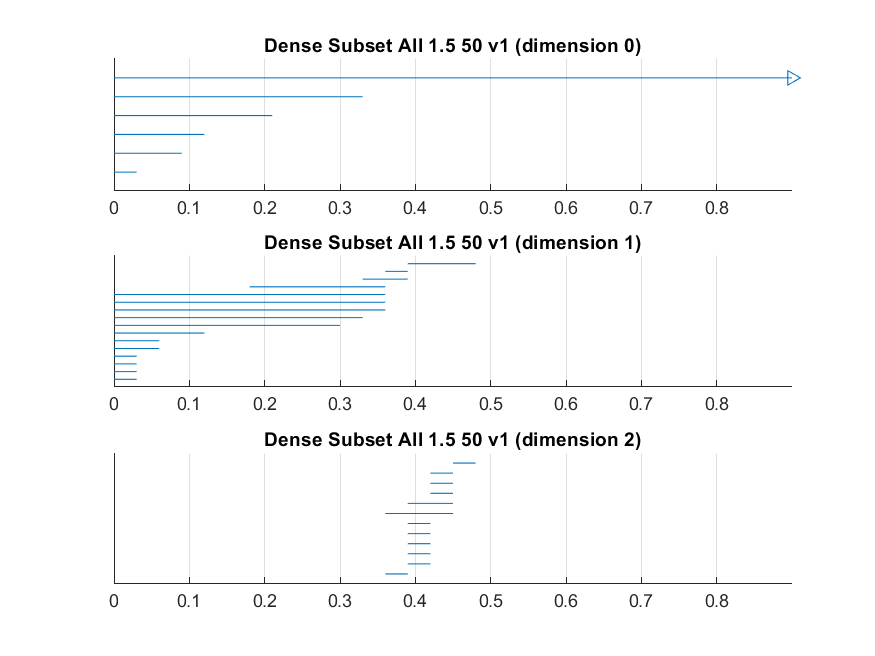 Dense Subset All 1.5 50 v1 (dimension 0)
0 0.1 0.2 0.3 0.4 0.5 0.6 0.7 0.8
Dense Subset All 1.5 50 v1 (dimension 1)
0 0.1 0.2 0.3 0.4 0.5 0.6 0.7 0.8
Dense Subset All 1.5 50 v1 (dimension 2)
0 0.1 0.2 0.3 0.4 0.5 0.6 0.7 0.8